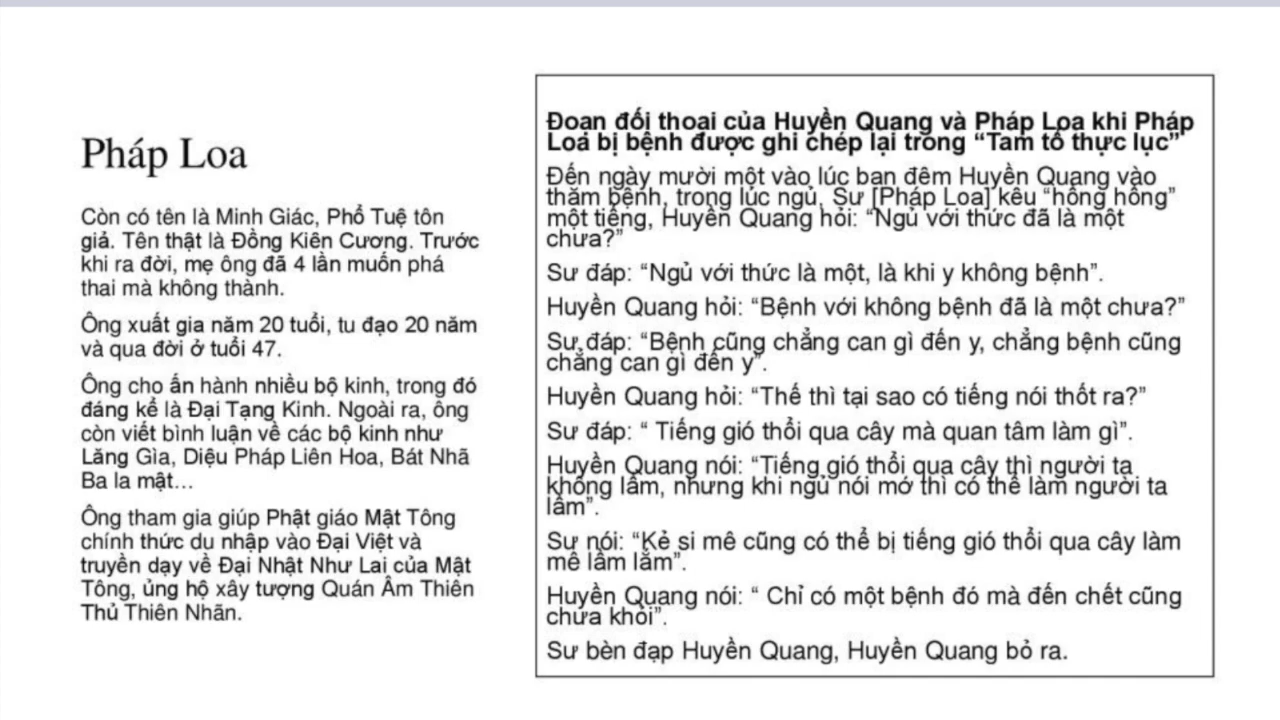 Pháp Loa
Còn có tên là Minh Giác, Phổ Tuệ tôn
giả. Tên thật là Đồng Kiên Cương. Trước
khi ra đời, mẹ ông đã 4 lần muốn phá
thai mà không thành.
Ông xuất gia năm 20 tuổi, tu đạo 20 năm
và qua đời ở tuổi 47.
Ông cho ấn hành nhiều bộ kinh, trong đó
đáng kể là Đại Tạng Kinh. Ngoài ra, ông
còn viết bình luận về các bộ kinh như
Lăng Gìa, Diệu Pháp Liên Hoa, Bát Nhã
Ba la mật...
Ông tham gia giúp Phật giáo Mật Tông
chính thức du nhập vào Đại Việt và
truyền dạy về Đại Nhật Như Lai của Mật
Tông, ủng hộ xây tượng Quán Âm Thiên
Thủ Thiên Nhãn.
Đoạn đối thoại của Huyền Quang và Pháp Loa khi Pháp
Loa bị bệnh được ghi chép lại trong “Tam tổ thực lục”
Đến ngày mười một vào lúc ban đêm Huyền Quang vào
thăm bệnh, trong lúc ngủ, Sư [Pháp Loa] kêu “hồng hồng”
một tiếng, Huyền Quang hỏi: “Ngủ với thức đã là một
chưa?”
Sư đáp: “Ngủ với thức là một, là khi y không bệnh”.
Huyền Quang hỏi: “Bệnh với không bệnh đã là một chưa?”
Sư đáp: “Bệnh cũng chẳng can gì đến y, chẳng bệnh cũng
chẳng can gì đến y”.
Huyền Quang hỏi: “Thế thì tại sao có tiếng nói thốt ra?”
Sư đáp: “ Tiếng gió thổi qua cây mà quan tâm làm gì”.
Huyền Quang nói: “Tiếng gió thổi qua cây thì người ta
không lầm, nhưng khi ngủ nói mớ thì có thể làm người ta
lầm”.
Sư nói: “Kẻ si mê cũng có thể bị tiếng gió thổi qua cây làm
mê lầm lắm”.
Huyền Quang nói: “ Chỉ có một bệnh đó mà đến chết cũng
chưa khỏi”.
Sư bèn đạp Huyền Quang, Huyền Quang bỏ ra.